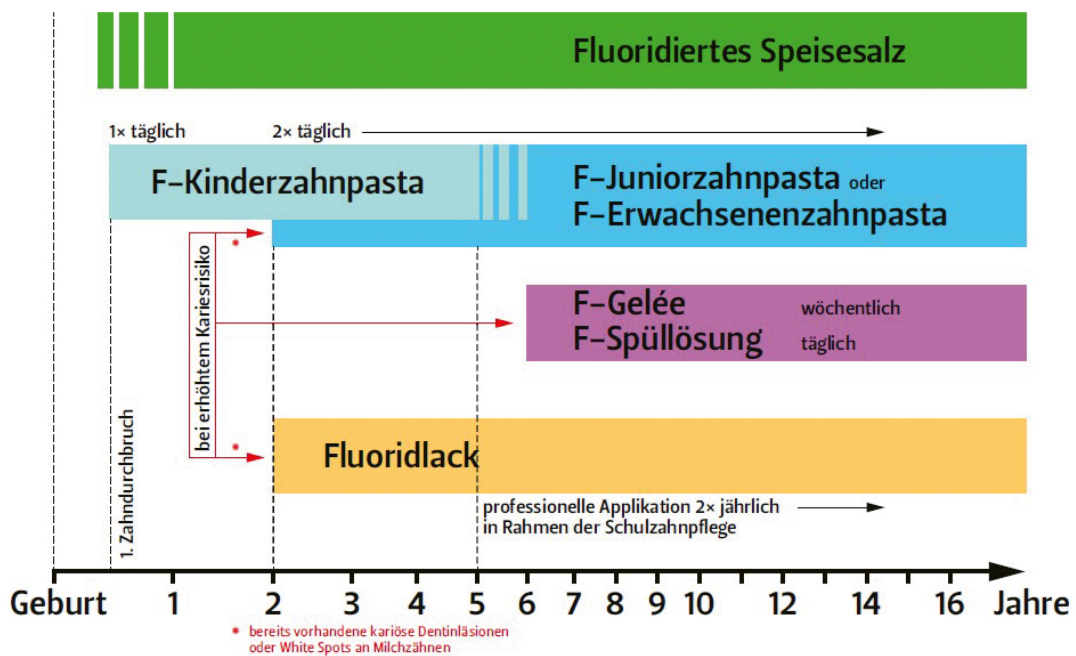 Fluoridiertes Speisesalz
1× täglich
2× täglich
F–Kinderzahnpasta
F–Juniorzahnpasta oder
F–Erwachsenenzahnpasta
*
bei erhöhtem Kariesrisiko
F–Gelée wöchentlich
F–Spüllösung täglich
*
Fluoridlack
1. Zahndurchbruch
professionelle Applikation 2× jährlich
in Rahmen der Schulzahnpflege
Geburt 1 2 3 4 5 6 7 8 9 10 12 14 16 Jahre
* bereits vorhandene kariöse Dentinläsionen
oder White Spots an Milchzähnen